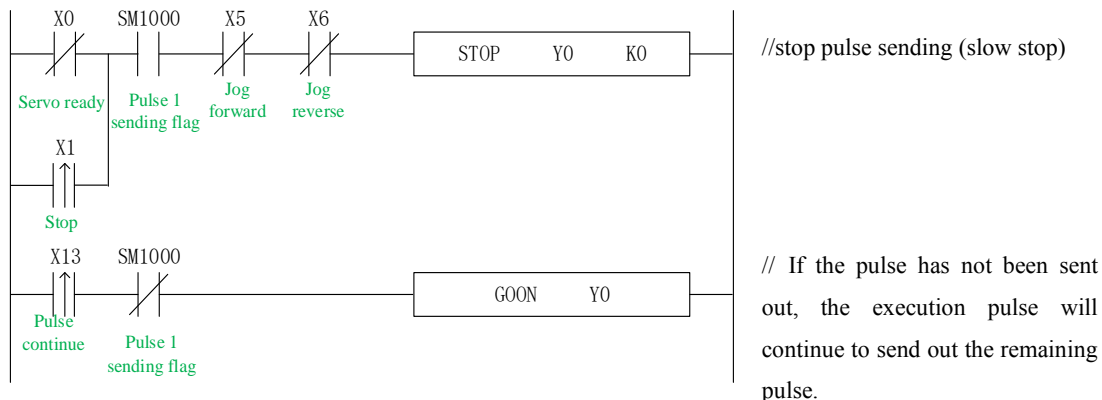 X0 SM1000 X5 X6
STOP Y0 K0
//stop pulse sending (slow stop)
Servo ready
Pulse 1
sending flag
Jog
forward
Jog
reverse
X1
Stop
X13 SM1000
GOON Y0
// If the pulse has not been sent
out, the execution pulse will
continue to send out the remaining
pulse.
Pulse
continue
Pulse 1
sending flag